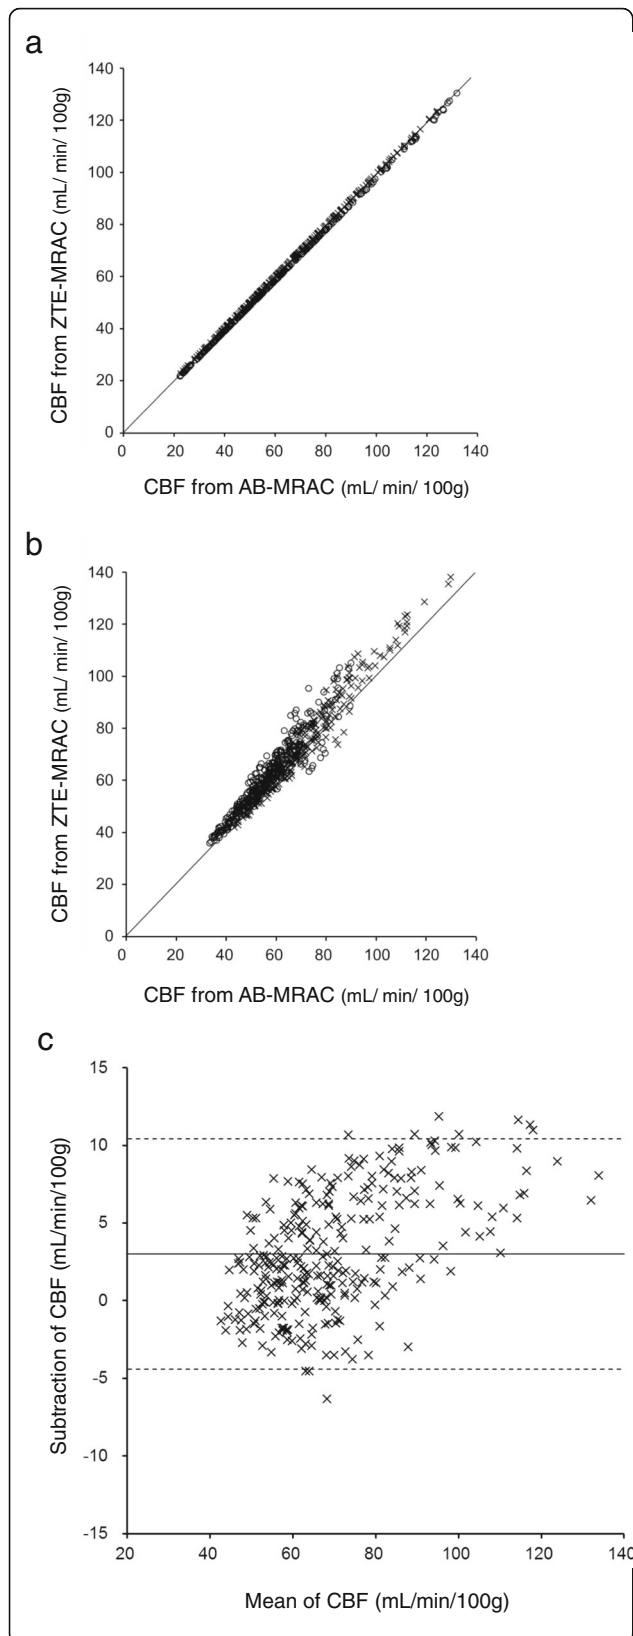 a
140
120
100
80
60
40
20
0
0 20 40 60 80 100 120 140
CBF from ZTE-MRAC (mL/ min/ 100g)
CBF from AB-MRAC (mL/ min/ 100g)
b
140
120
100
80
60
40
20
0
0 20 40 60 80 100 120 140
CBF from ZTE-MRAC (mL/ min/ 100g)
CBF from AB-MRAC (mL/ min/ 100g)
c
15
10
5
0
-5
-10
-15
20 40 60 80 100 120 140
Subtraction of CBF (mL/min/100g)
Mean of CBF (mL/min/100g)